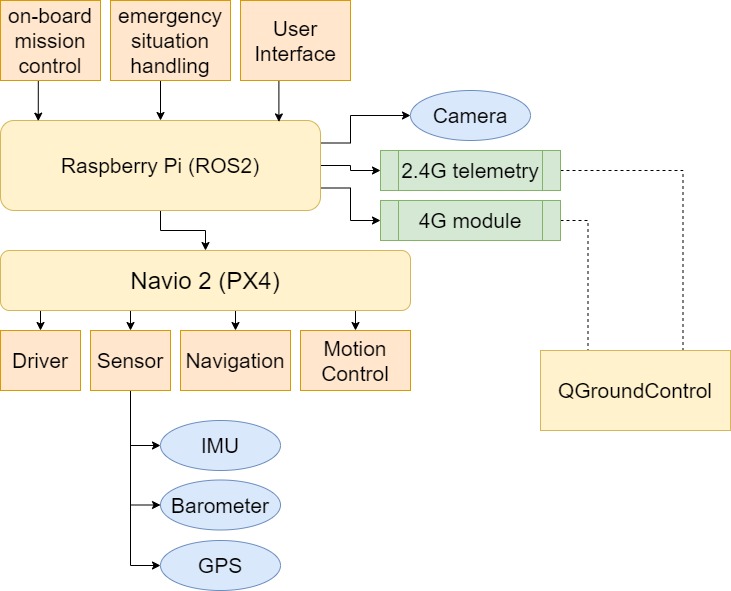 on-board
mission
control
emergency
situation
handling
User
Interface
Camera
Raspberry Pi (ROS2)
2.4G telemetry
4G module
Navio 2 (PX4)
Driver
Sensor
Navigation
Motion
Control
QGroundControl
IMU
Barometer
GPS